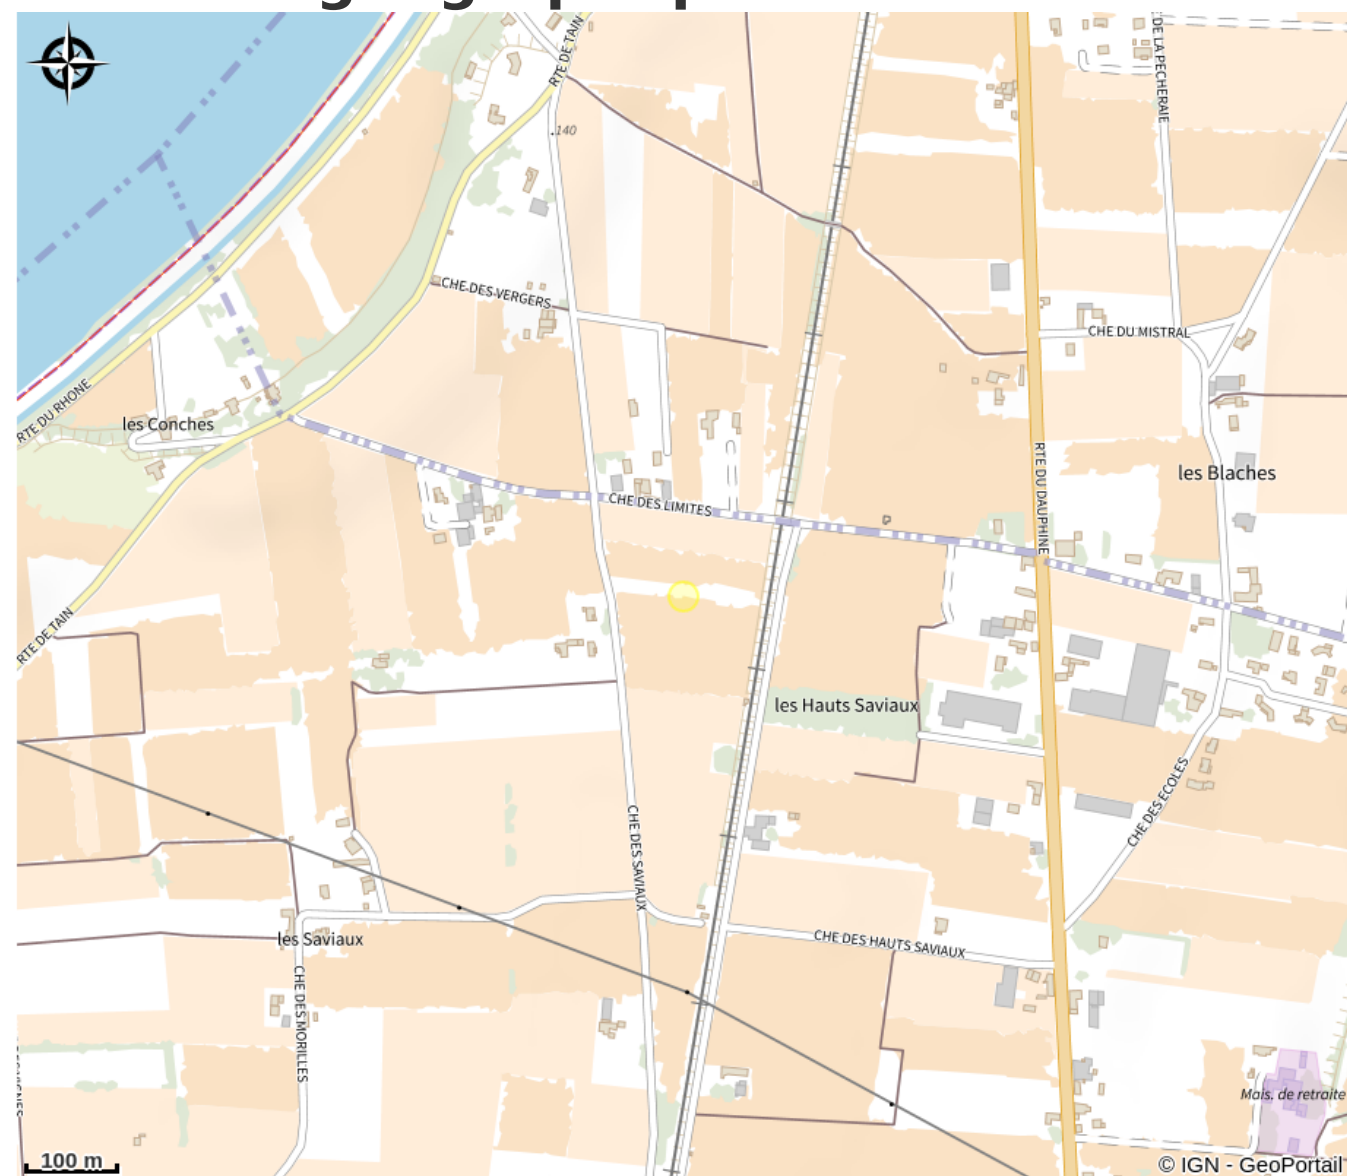 RTE DE TAIN
DE LA PECHERAIE
.140
CHE DES VERGERS
CHE DU MISTRAL
RTE DU RHONE
les Conches
RTE DU DAUPHINE
les Blaches
CHE DES LIMITES
RTE DE TAIN
les Hauts Saviaux
CHE DES ECOLES
CHE DES SAVIAUX
les Saviaux
CHE DES HAUTS SAVIAUX
CHE DES MORILLES
Mais. de retraite
100 m
© IGN - GeoPortail